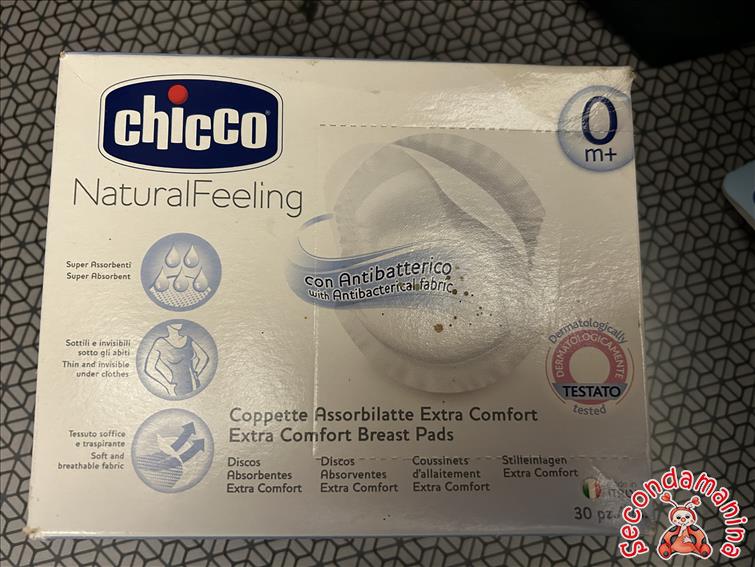 chicco
NaturalFeeling
0
m+
Super Assorbenti
Super Absorbent
con Antibatterico
with Antibacterical fabric
Sottili e invisibili
sotto gli abiti
Thin and invisible
under clothes
Dermatologically
DERMATOLOGICAMENTE
TESTATO
tested
Tessuto soffice
e traspirante
Soft and
breathable fabric
Coppette Assorbilatte Extra Comfort
Extra Comfort Breast Pads
Discos
Absorbentes
Extra Comfort
Discos
Absorventes
Extra Comfort
Coussinets
d'allaitement
Extra Comfort
Stilleinlagen
Extra Comfort
30
secondamanina